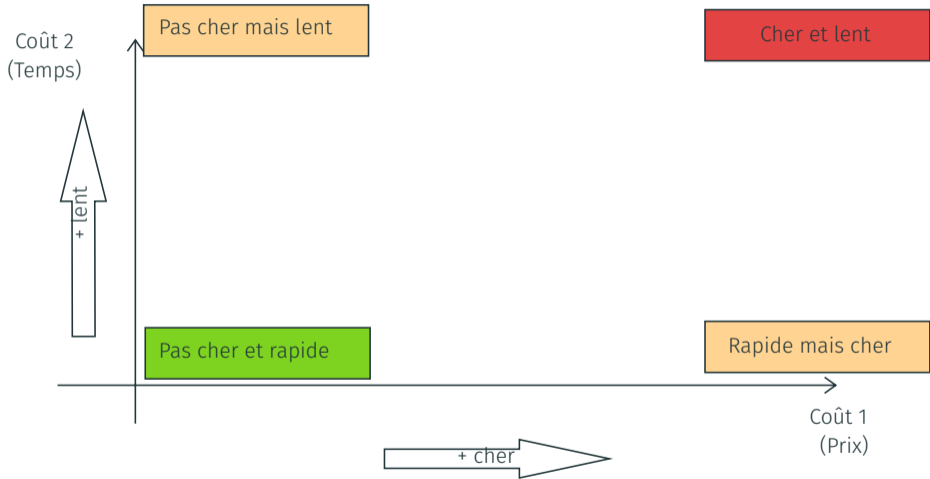 Coût 2
(Temps)
Pas cher mais lent
Cher et lent
+ lent
Pas cher et rapide
Rapide mais cher
Coût 1
(Prix)
+ cher